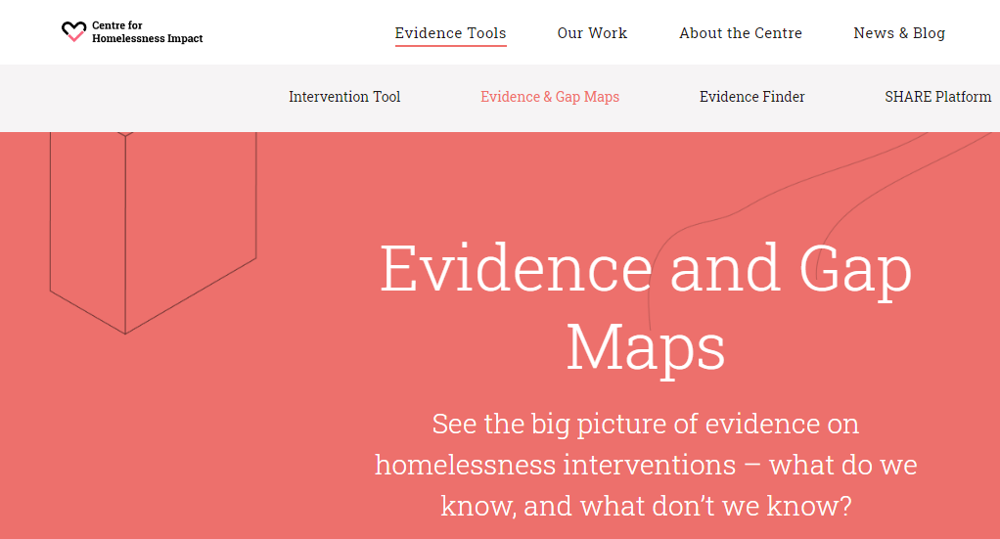 Centre for
Homelessness Impact
Evidence Tools
Our Work
About the Centre
News & Blog
Intervention Tool
Evidence & Gap Maps
Evidence Finder
SHARE Platform
Evidence and Gap
Maps
See the big picture of evidence on
homelessness interventions – what do we
know, and what don’t we know?